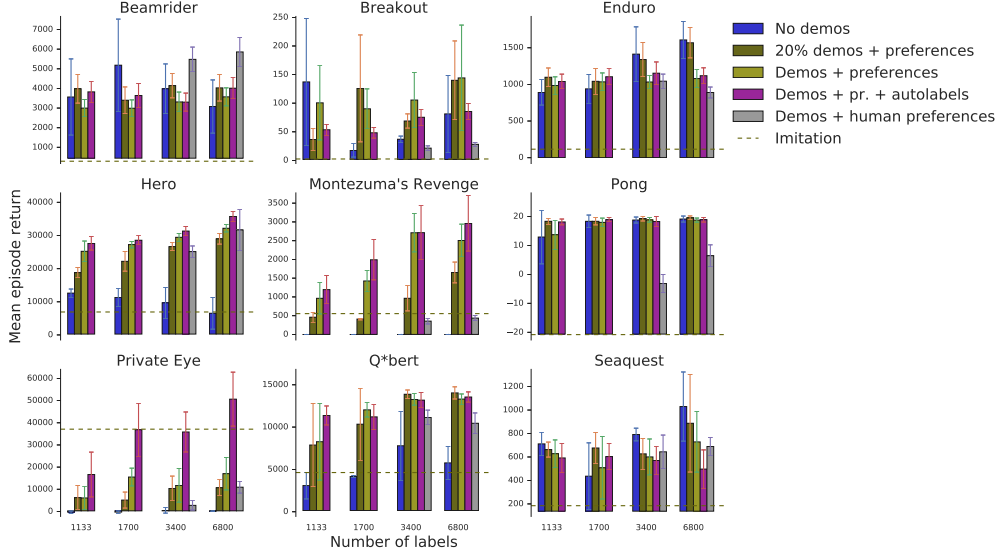 Beamrider
7000
6000
5000
4000
3000
2000
1000
Breakout
250
200
150
100
50
0
Enduro
1500
1000
500
0
No demos
20% demos + preferences
Demos + preferences
Demos + pr. + autolabels
Demos + human preferences
Imitation
Mean episode return
Hero
40000
30000
20000
10000
0
Montezuma's Revenge
3500
3000
2500
2000
1500
1000
500
0
Pong
20
10
0
−10
−20
Private Eye
60000
50000
40000
30000
20000
10000
0
1133 1700 3400 6800
Q*bert
15000
10000
5000
0
1133 1700 3400 6800
Seaquest
1200
1000
800
600
400
200
1133 1700 3400 6800
Number of labels